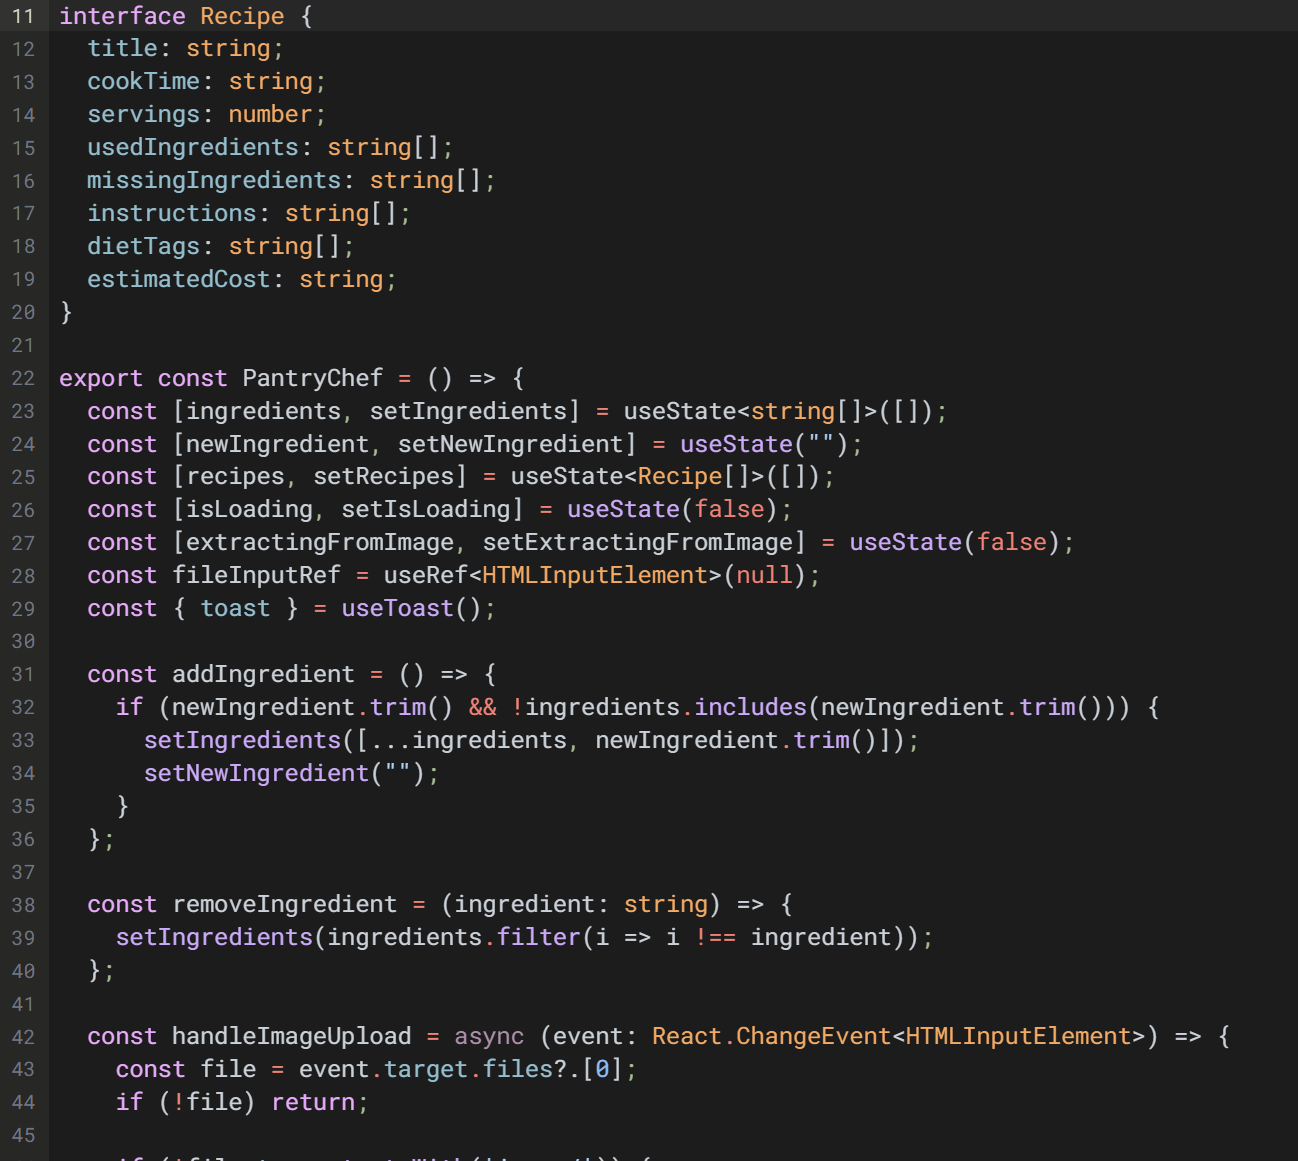 11 interface Recipe {
12   title: string;
13   cookTime: string;
14   servings: number;
15   usedIngredients: string[];
16   missingIngredients: string[];
17   instructions: string[];
18   dietTags: string[];
19   estimatedCost: string;
20 }
21
22 export const PantryChef = () => {
23   const [ingredients, setIngredients] = useState<string[]>([]);
24   const [newIngredient, setNewIngredient] = useState("");
25   const [recipes, setRecipes] = useState<Recipe[]>([]);
26   const [isLoading, setIsLoading] = useState(false);
27   const [extractingFromImage, setExtractingFromImage] = useState(false);
28   const fileInputRef = useRef<HTMLInputElement>(null);
29   const { toast } = useToast();
30
31   const addIngredient = () => {
32     if (newIngredient.trim() && !ingredients.includes(newIngredient.trim())) {
33       setIngredients([...ingredients, newIngredient.trim()]);
34       setNewIngredient("");
35     }
36   };
37
38   const removeIngredient = (ingredient: string) => {
39     setIngredients(ingredients.filter(i => i !== ingredient));
40   };
41
42   const handleImageUpload = async (event: React.ChangeEvent<HTMLInputElement>) => {
43     const file = event.target.files?.[0];
44     if (!file) return;
45